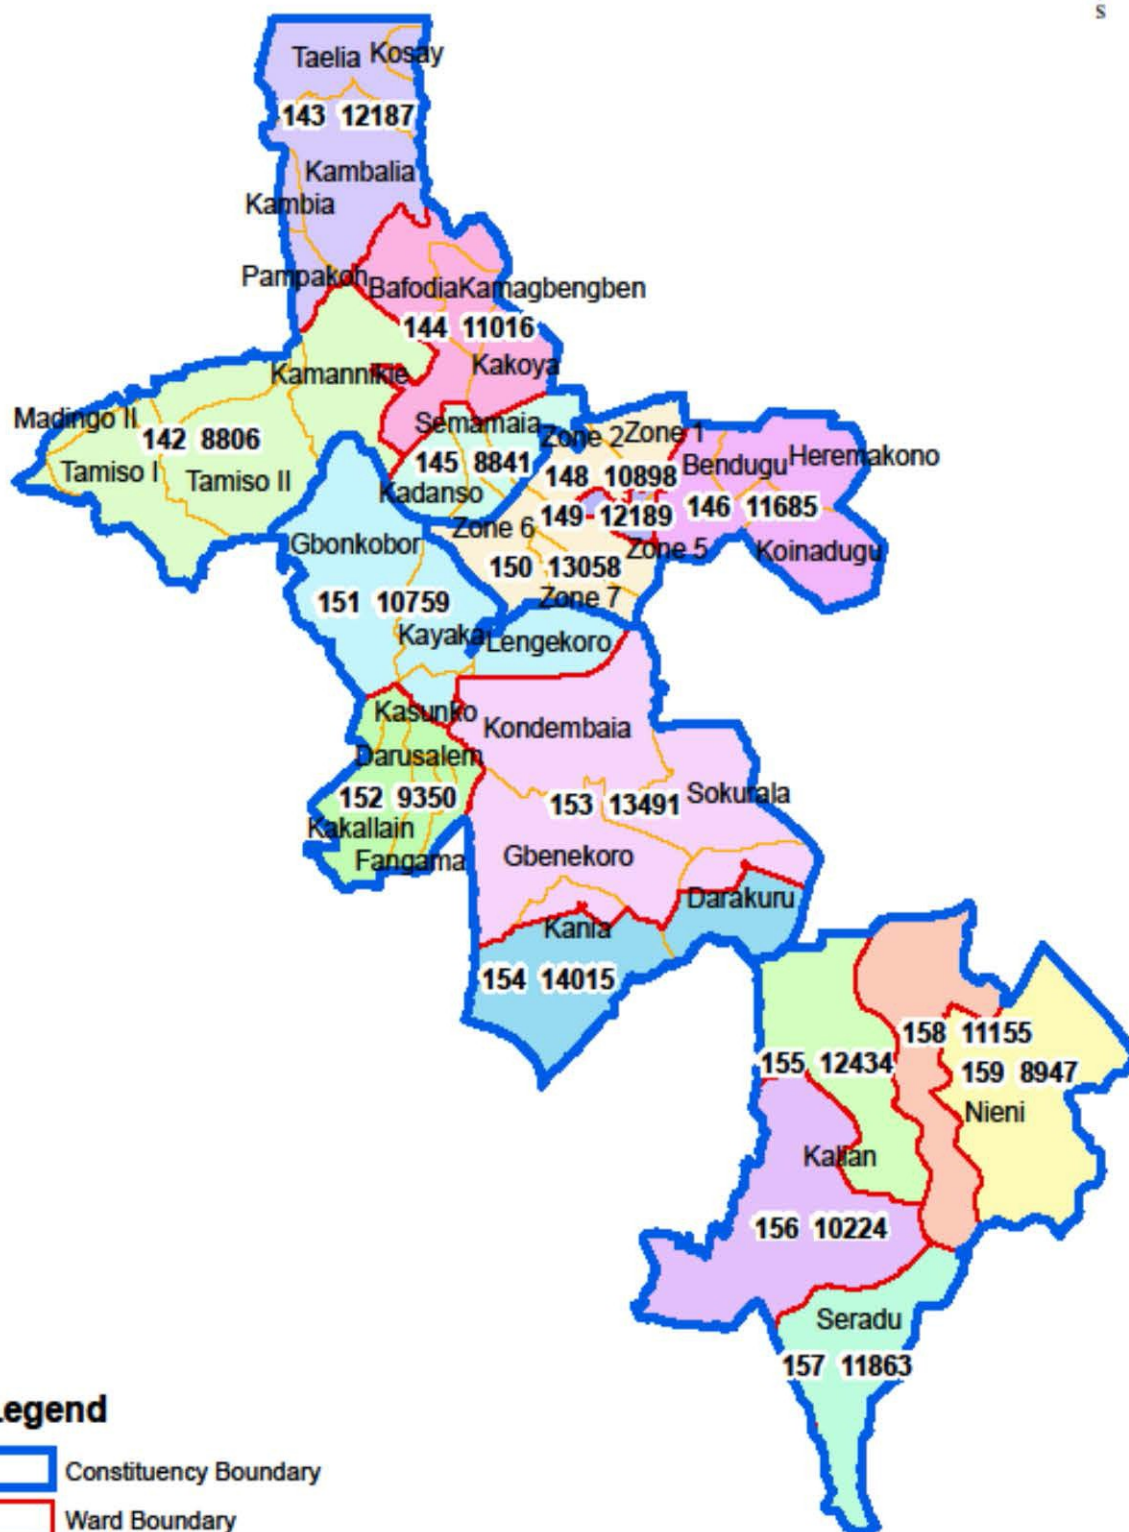 s
Taelia Kosay
143 12187
Kambalia
Kambia
Pampakon
Bafodia Kamagbengben
144 11016
Kakoya
Kamannikie
Madingo II
142 8806
Tamiso I
Tamiso II
Semamaia
145 8841
Kadanso
Zone 2 Zone 1
148 10898
Bendugu
Heremakono
146 11685
149 12189
Zone 6
Zone 5
Koinadugu
150 13058
Zone 7
Gbonkobor
151 10759
Kayaka
Lengekoro
Kasunko
Kondembaia
Darusalem
152 9350
153 13491
Sokurala
Kakallain
Fangama
Gbenekoro
Darakuru
Kania
154 14015
158 11155
155 12434
159 8947
Nieni
Kalian
156 10224
Seradu
157 11863
Legend
Constituency Boundary
Ward Boundary